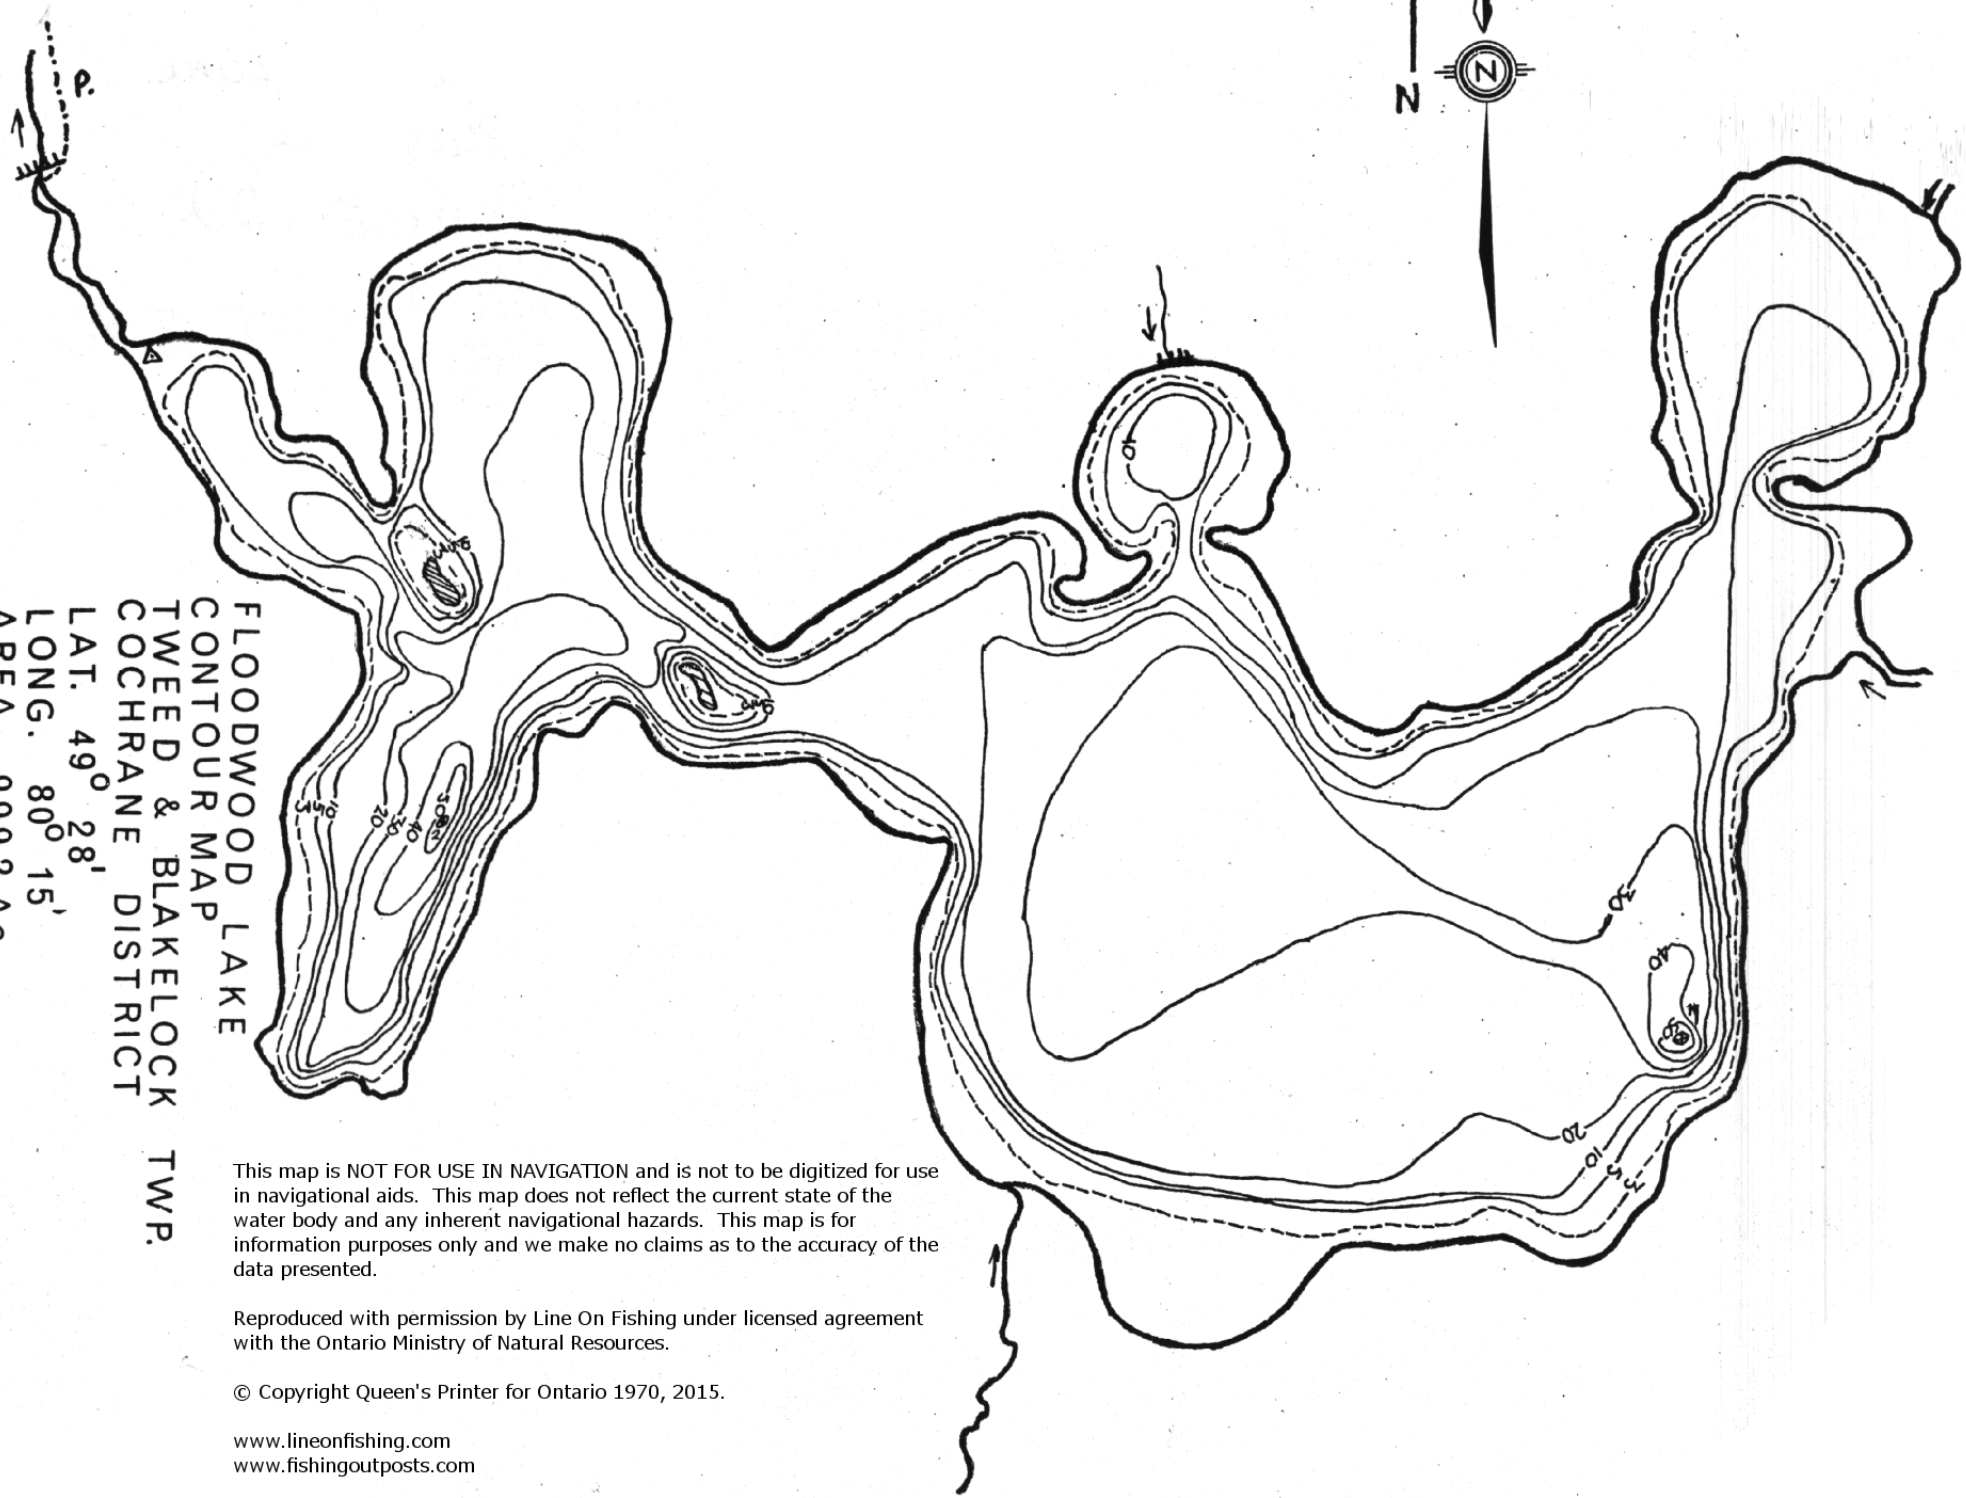 P.
N
N
10
FLOODWOOD LAKE
CONTOUR MAP
TWEED & BLAKELOCK TWP.
COCHRANE DISTRICT
LAT. 49° 28'
LONG. 80° 15'
3
5
10
20
30
40
50
30
40
50
20
10
5
3
This map is NOT FOR USE IN NAVIGATION and is not to be digitized for use
in navigational aids. This map does not reflect the current state of the
water body and any inherent navigational hazards. This map is for
information purposes only and we make no claims as to the accuracy of the
data presented.
Reproduced with permission by Line On Fishing under licensed agreement
with the Ontario Ministry of Natural Resources.
© Copyright Queen's Printer for Ontario 1970, 2015.
www.lineonfishing.com
www.fishingoutposts.com